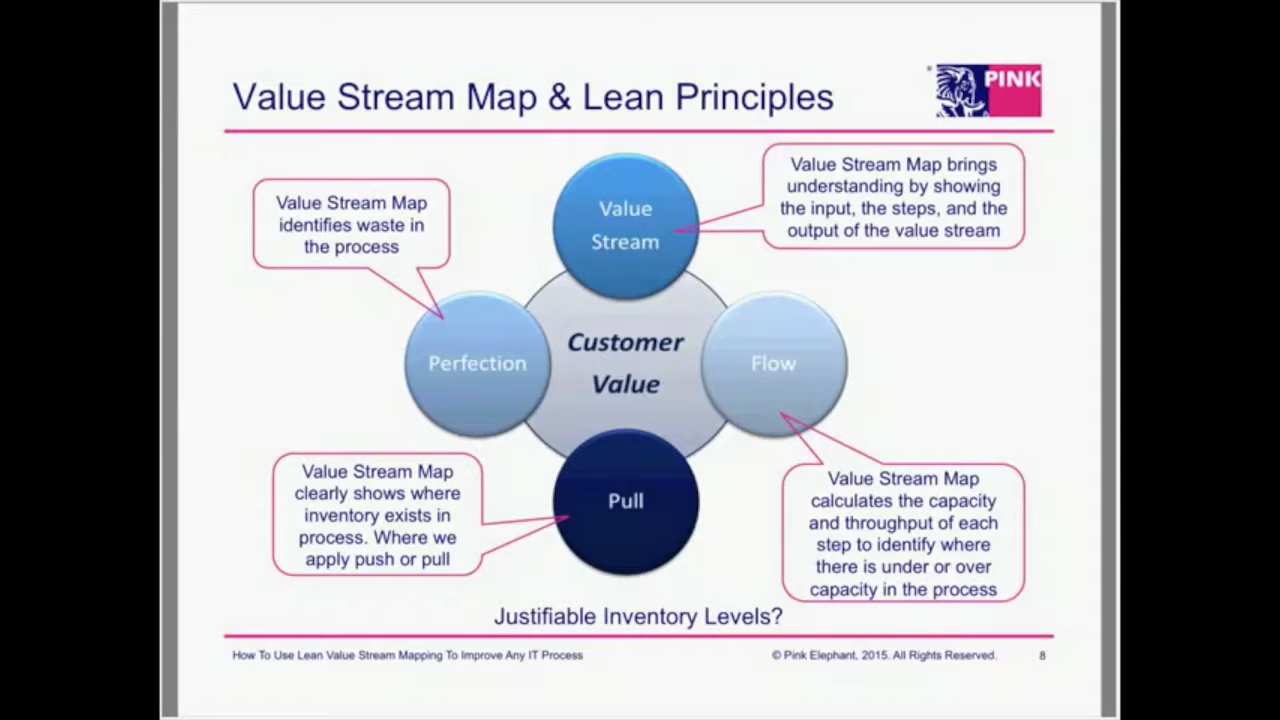 Value Stream Map & Lean Principles
PINK
Value Stream Map brings
understanding by showing
the input, the steps, and the
output of the value stream
Value Stream Map
identifies waste in
the process
Value
Stream
Customer
Value
Perfection
Flow
Pull
Value Stream Map
clearly shows where
inventory exists in
process. Where we
apply push or pull
Value Stream Map
calculates the capacity
and throughput of each
step to identify where
there is under or over
capacity in the process
Justifiable Inventory Levels?
How To Use Lean Value Stream Mapping To Improve Any IT Process
© Pink Elephant, 2015. All Rights Reserved.
8